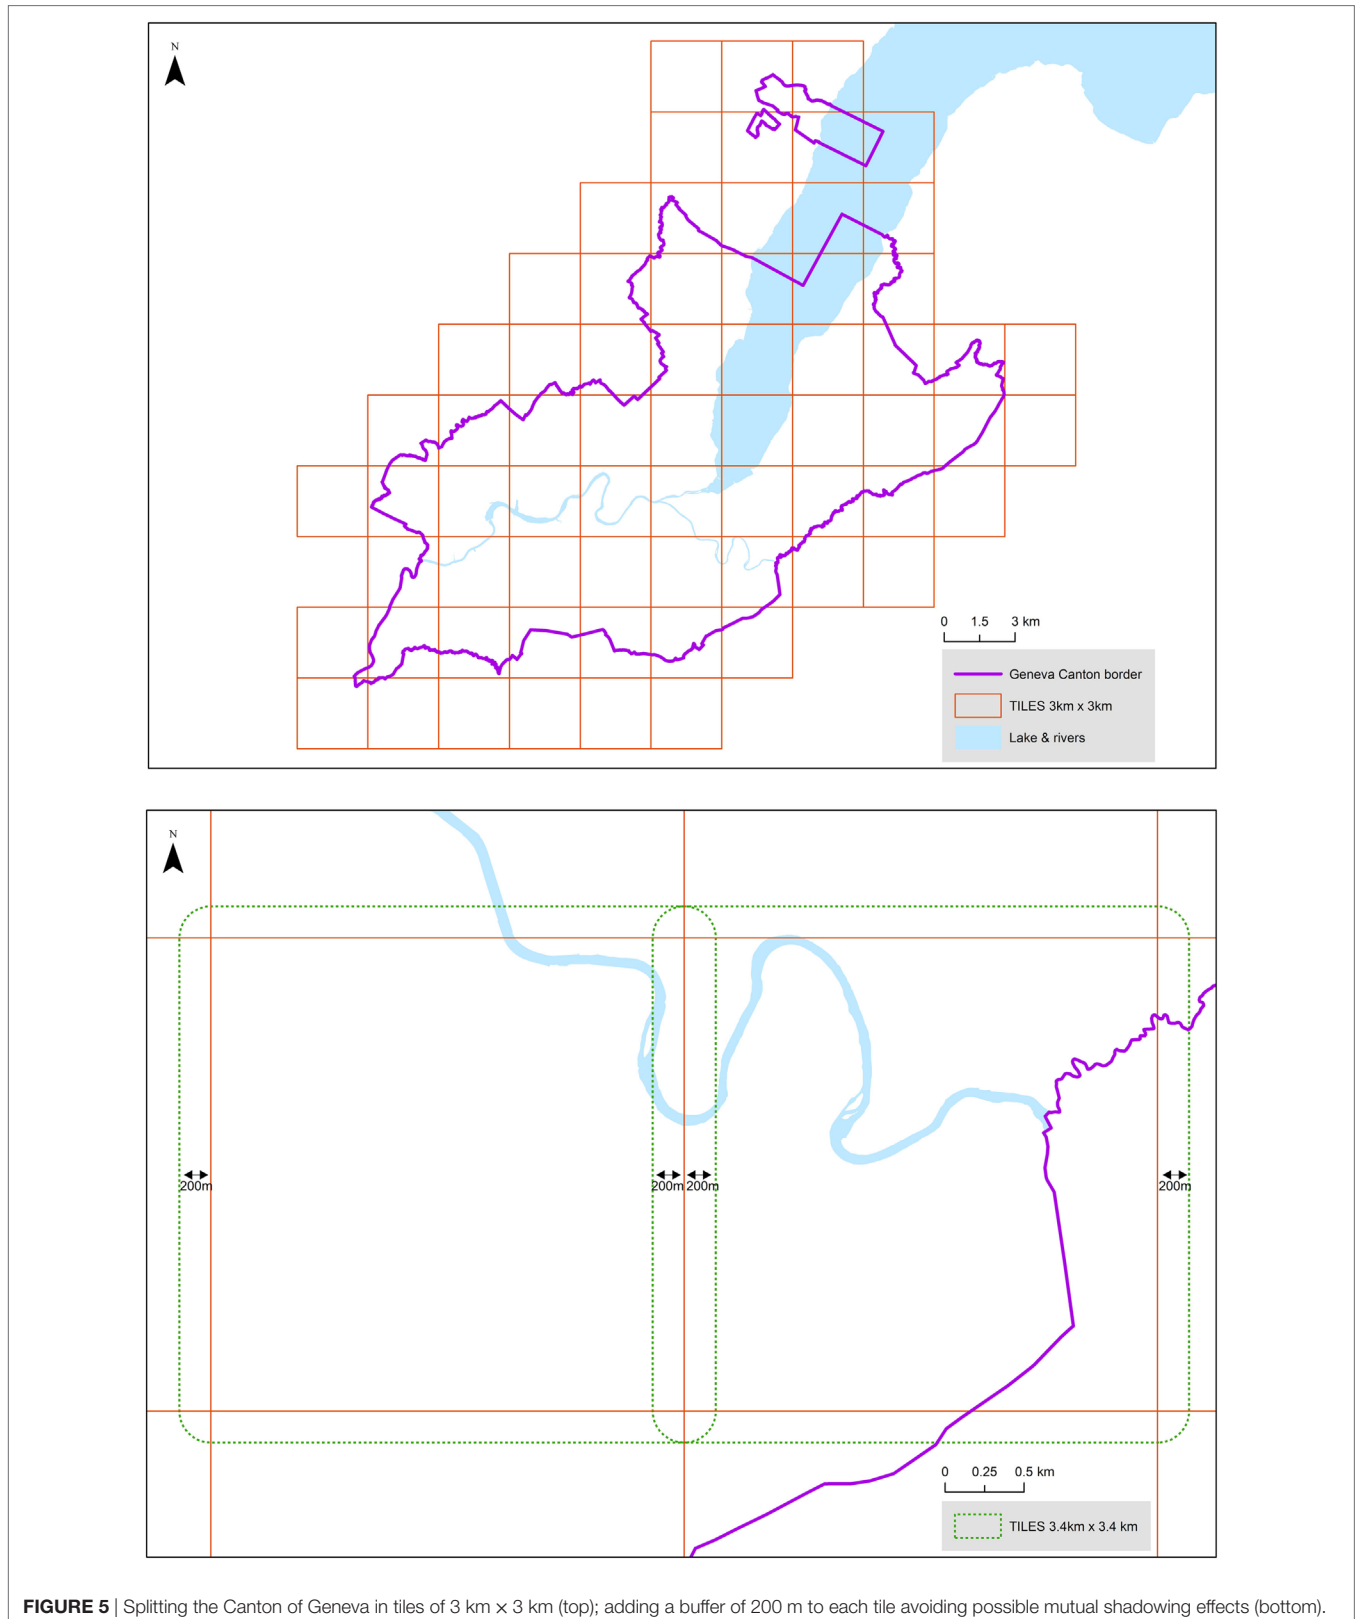 N
0 1.5 3 km
Geneva Canton border
TILES 3km x 3km
Lake & rivers
N
200m 200m 200m 200m
0 0.25 0.5 km
TILES 3.4km x 3.4 km
FIGURE 5 | Splitting the Canton of Geneva in tiles of 3 km × 3 km (top); adding a buffer of 200 m to each tile avoiding possible mutual shadowing effects (bottom).